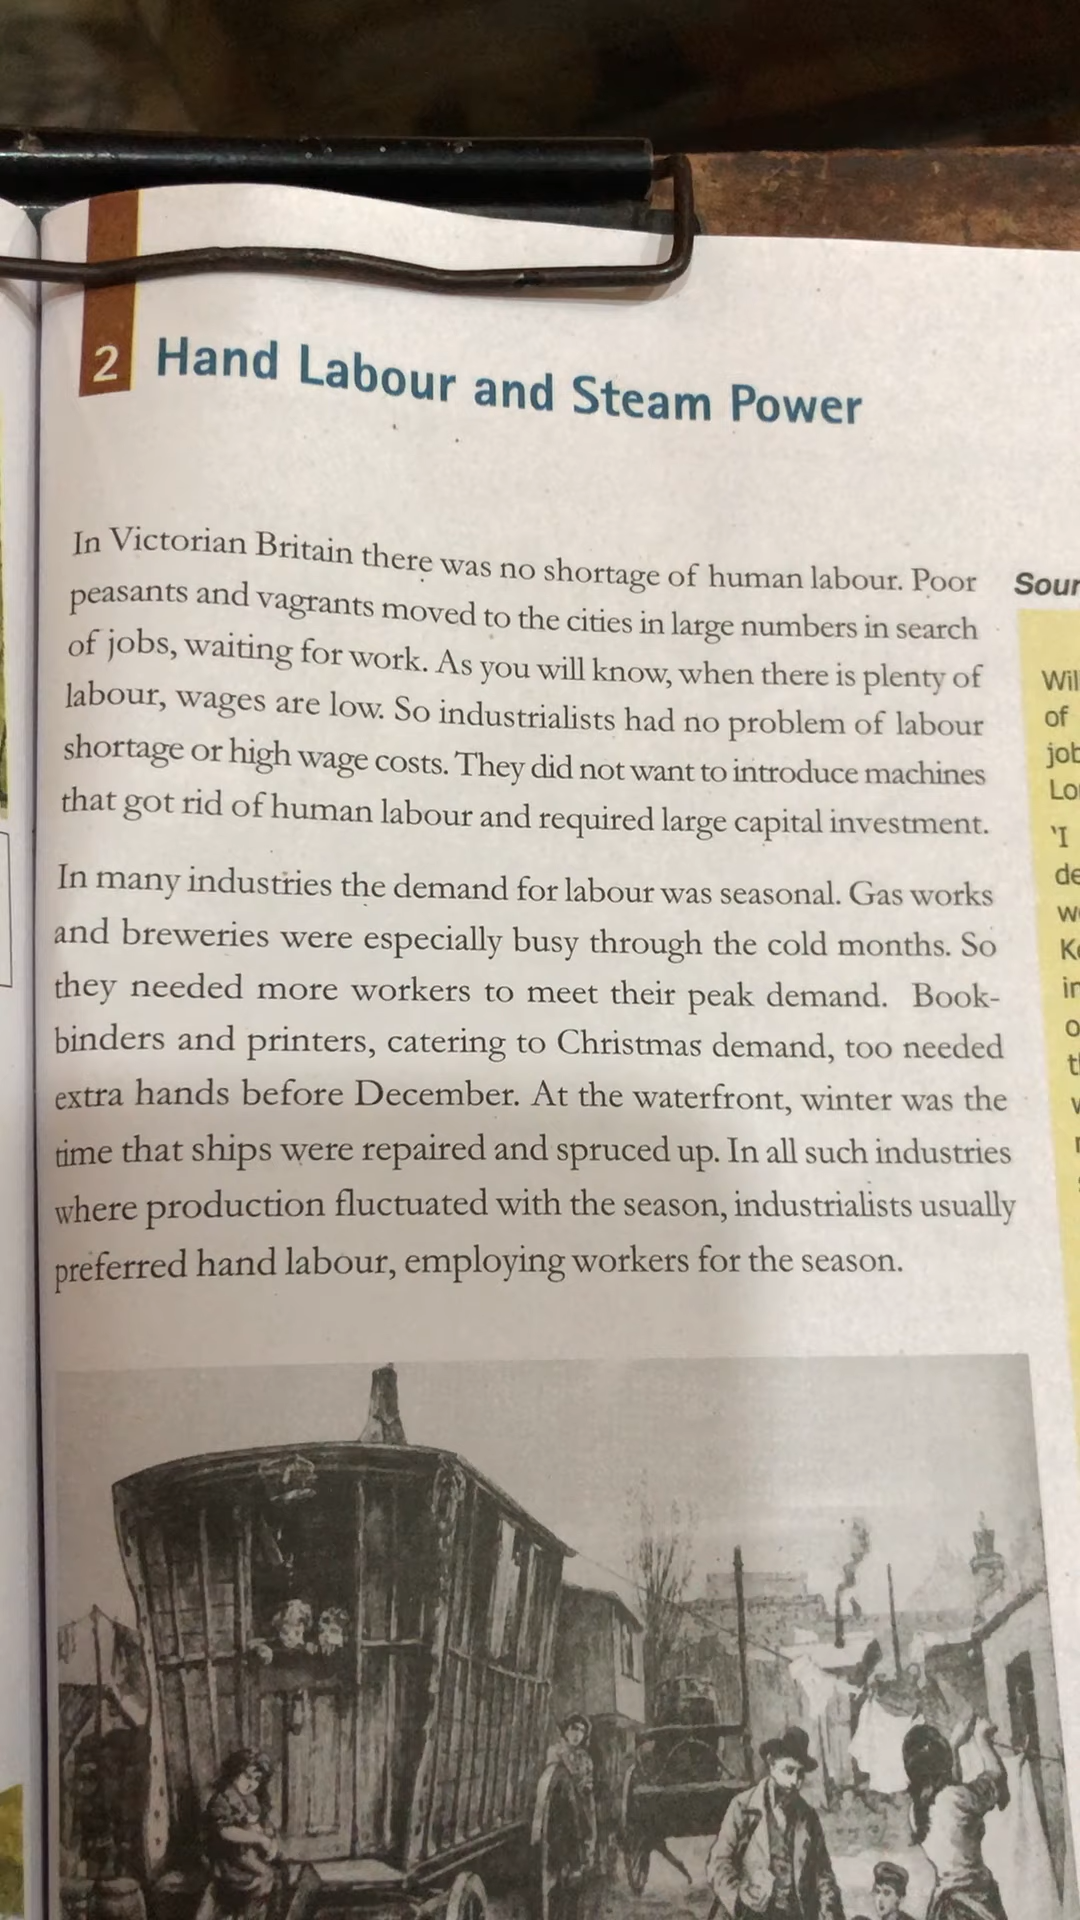 2 Hand Labour and Steam Power
In Victorian Britain there was no shortage of human labour. Poor
peasants and vagrants moved to the cities in large numbers in search
of jobs, waiting for work. As you will know, when there is plenty of
labour, wages are low. So industrialists had no problem of labour
shortage or high wage costs. They did not want to introduce machines
that got rid of human labour and required large capital investment.
In many industries the demand for labour was seasonal. Gas works
and breweries were especially busy through the cold months. So
they needed more workers to meet their peak demand. Book-
binders and printers, catering to Christmas demand, too needed
extra hands before December. At the waterfront, winter was the
time that ships were repaired and spruced up. In all such industries
where production fluctuated with the season, industrialists usually
preferred hand labour, employing workers for the season.
Sour
Wil
of
job
Lo
'I
de